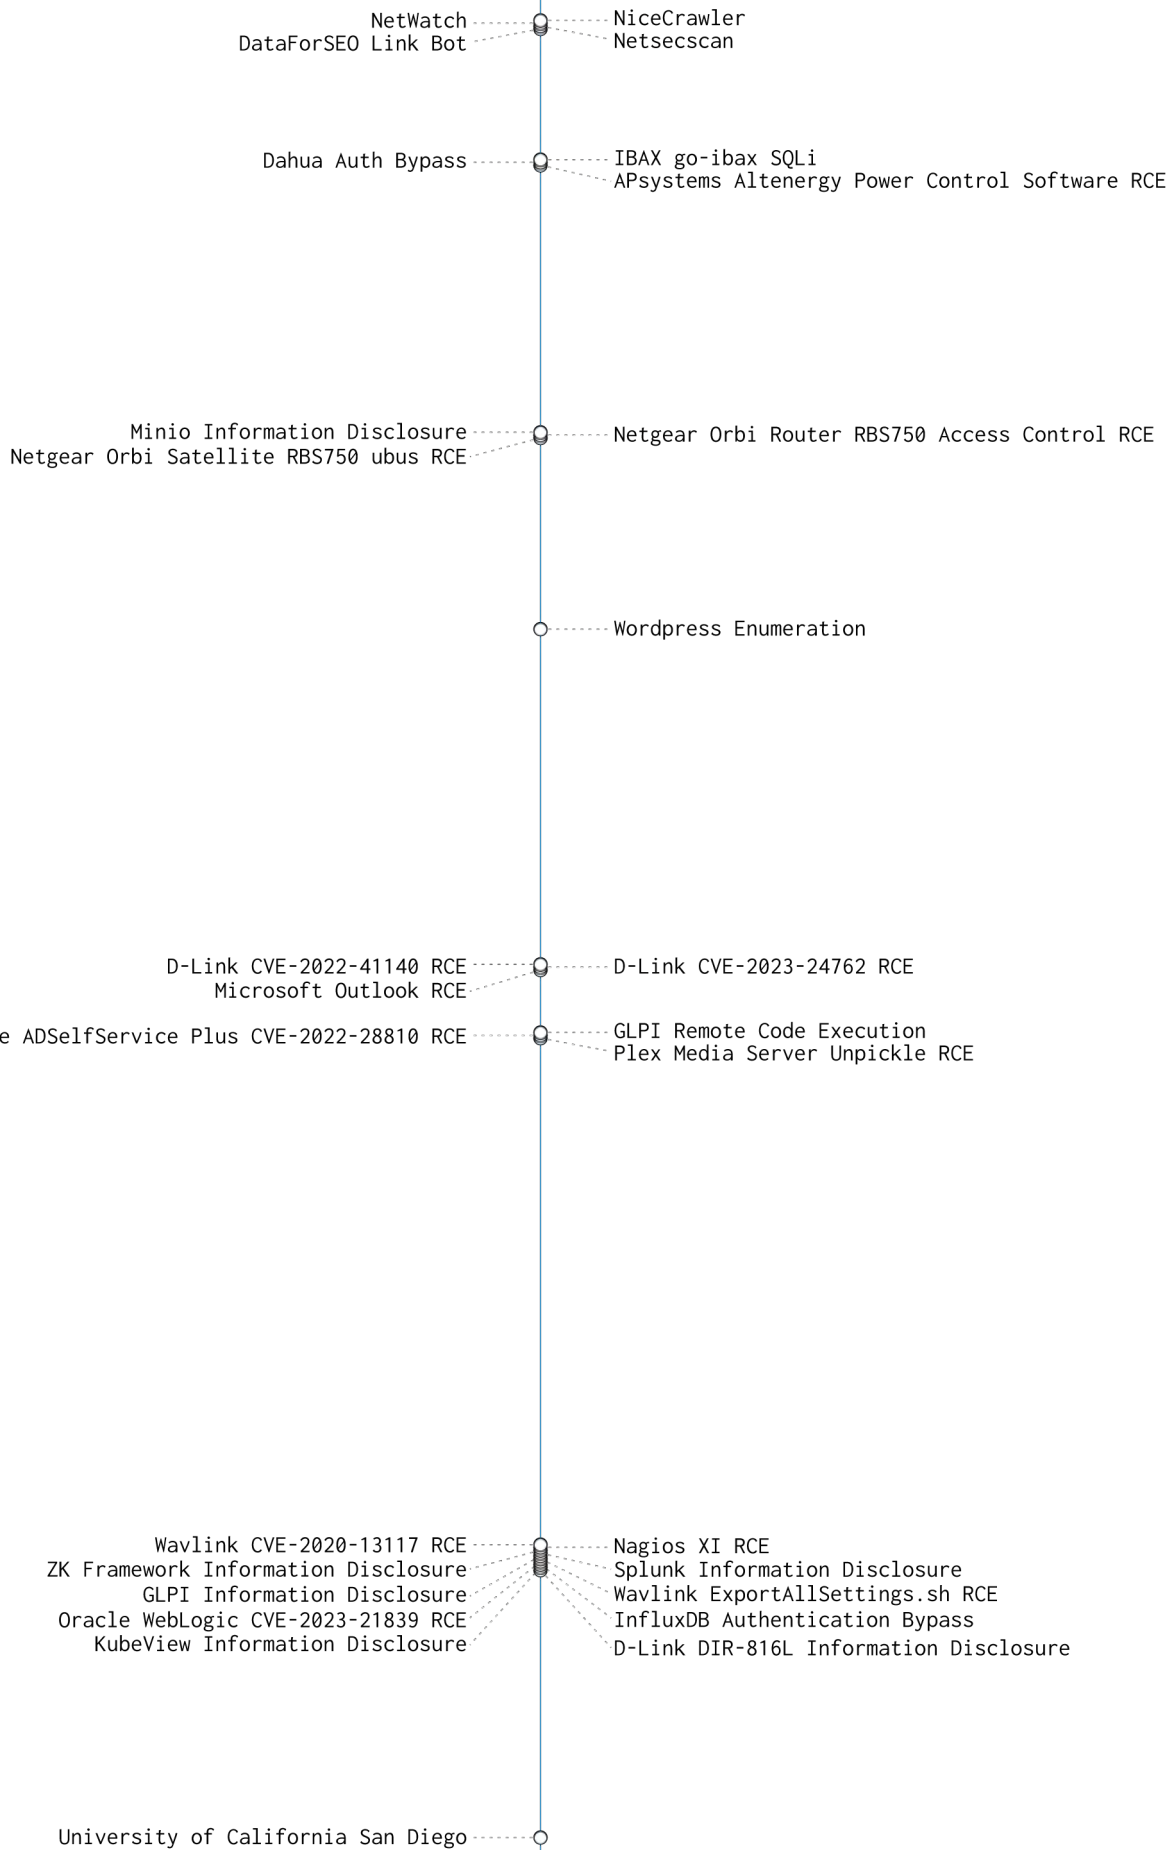 NetWatch
NiceCrawler
DataForSEO Link Bot
Netsecscan
Dahua Auth Bypass
IBAX go-ibax SQLi
APsystems Altenergy Power Control Software RCE
Minio Information Disclosure
Netgear Orbi Router RBS750 Access Control RCE
Netgear Orbi Satellite RBS750 ubus RCE
Wordpress Enumeration
D-Link CVE-2022-41140 RCE
D-Link CVE-2023-24762 RCE
Microsoft Outlook RCE
GLPI Remote Code Execution
e ADSelfService Plus CVE-2022-28810 RCE
Plex Media Server Unpickle RCE
Wavlink CVE-2020-13117 RCE
Nagios XI RCE
ZK Framework Information Disclosure
Splunk Information Disclosure
GLPI Information Disclosure
Wavlink ExportAllSettings.sh RCE
Oracle WebLogic CVE-2023-21839 RCE
InfluxDB Authentication Bypass
KubeView Information Disclosure
D-Link DIR-816L Information Disclosure
University of California San Diego